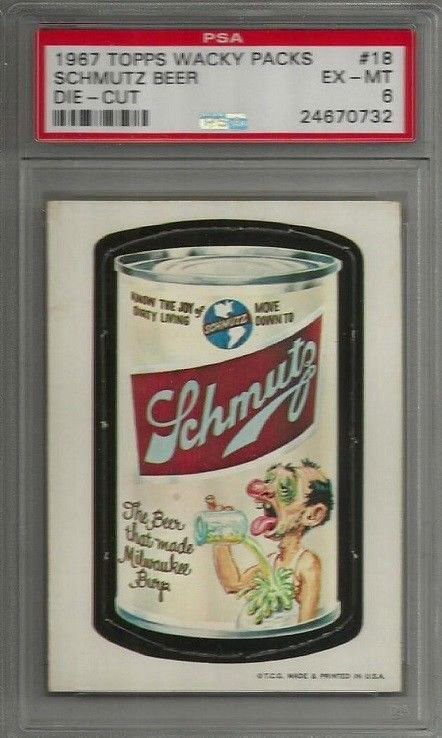 PSA
1967 TOPPS WACKY PACKS #18
SCHMUTZ BEER EX - MT
DIE - CUT 6
24670732
KNOW THE JOY of
DIRTY LIVING
SCHMUTZ
MOVE
DOWN TO
Schmutz
The Beer
that made
Milwaukee
Burp
©T.C.G. MADE & PRINTED IN U.S.A.